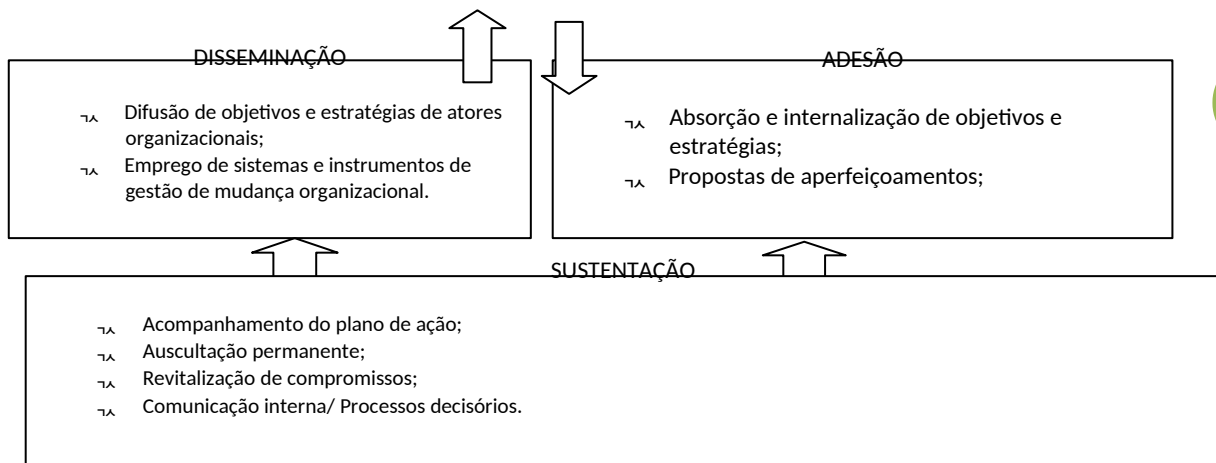 DISSEMINAÇÃO
Difusão de objetivos e estratégias de atores
organizacionais;
Emprego de sistemas e instrumentos de
gestão de mudança organizacional.
ADESÃO
Absorção e internalização de objetivos e
estratégias;
Propostas de aperfeiçoamentos;
SUSTENTAÇÃO
Acompanhamento do plano de ação;
Auscultação permanente;
Revitalização de compromissos;
Comunicação interna/ Processos decisórios.